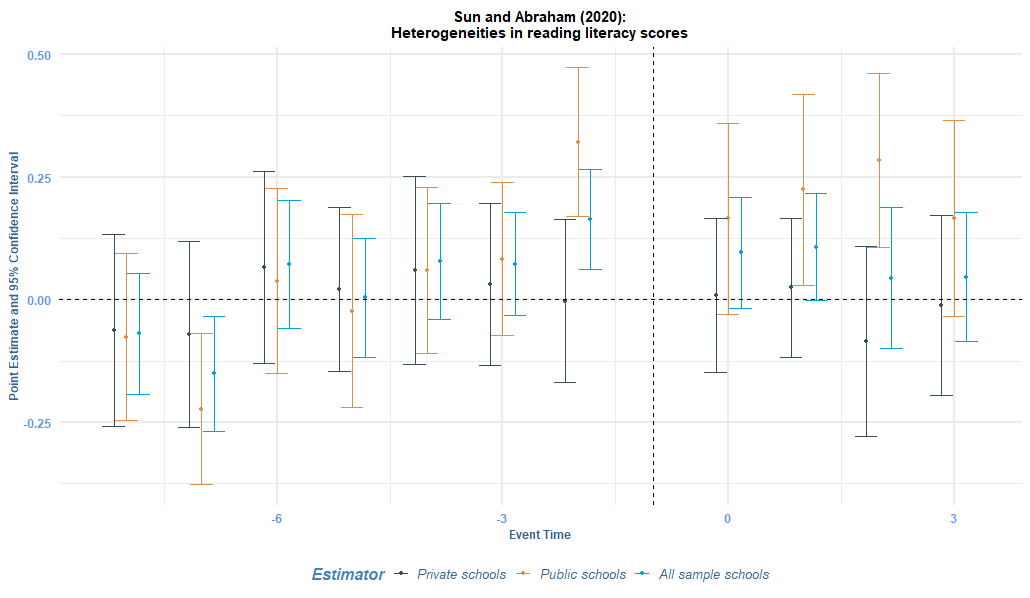 Sun and Abraham (2020):
Heterogeneities in reading literacy scores
Point Estimate and 95% Confidence Interval
0.50
0.25
0.00
-0.25
-6
-3
0
3
Event Time
Estimator Private schools Public schools All sample schools